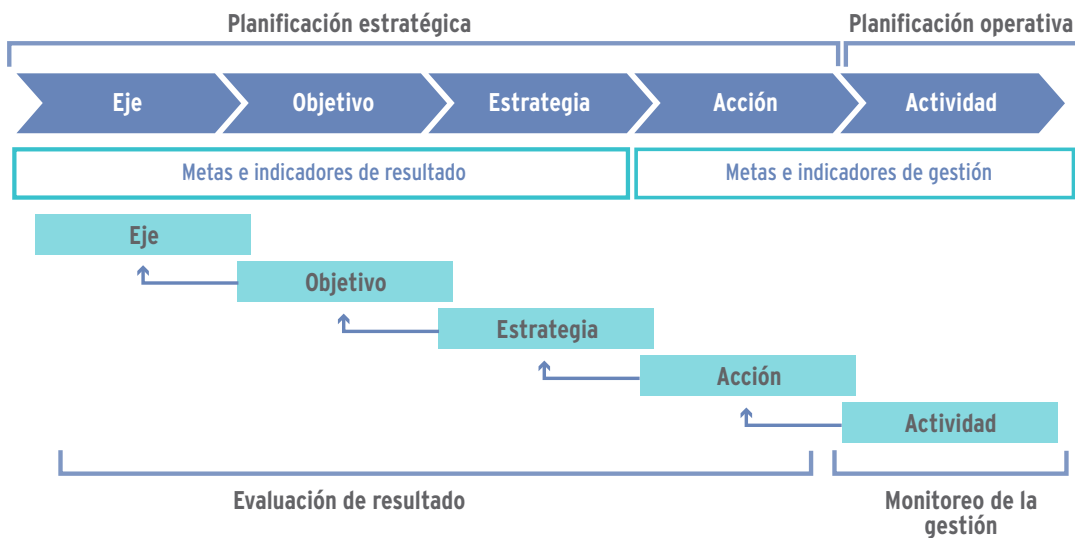 Planificación estratégica
Planificación operativa
Eje
Objetivo
Estrategia
Acción
Actividad
Metas e indicadores de resultado
Metas e indicadores de gestión
Eje
Objetivo
Estrategia
Acción
Actividad
Evaluación de resultado
Monitoreo de la
gestión